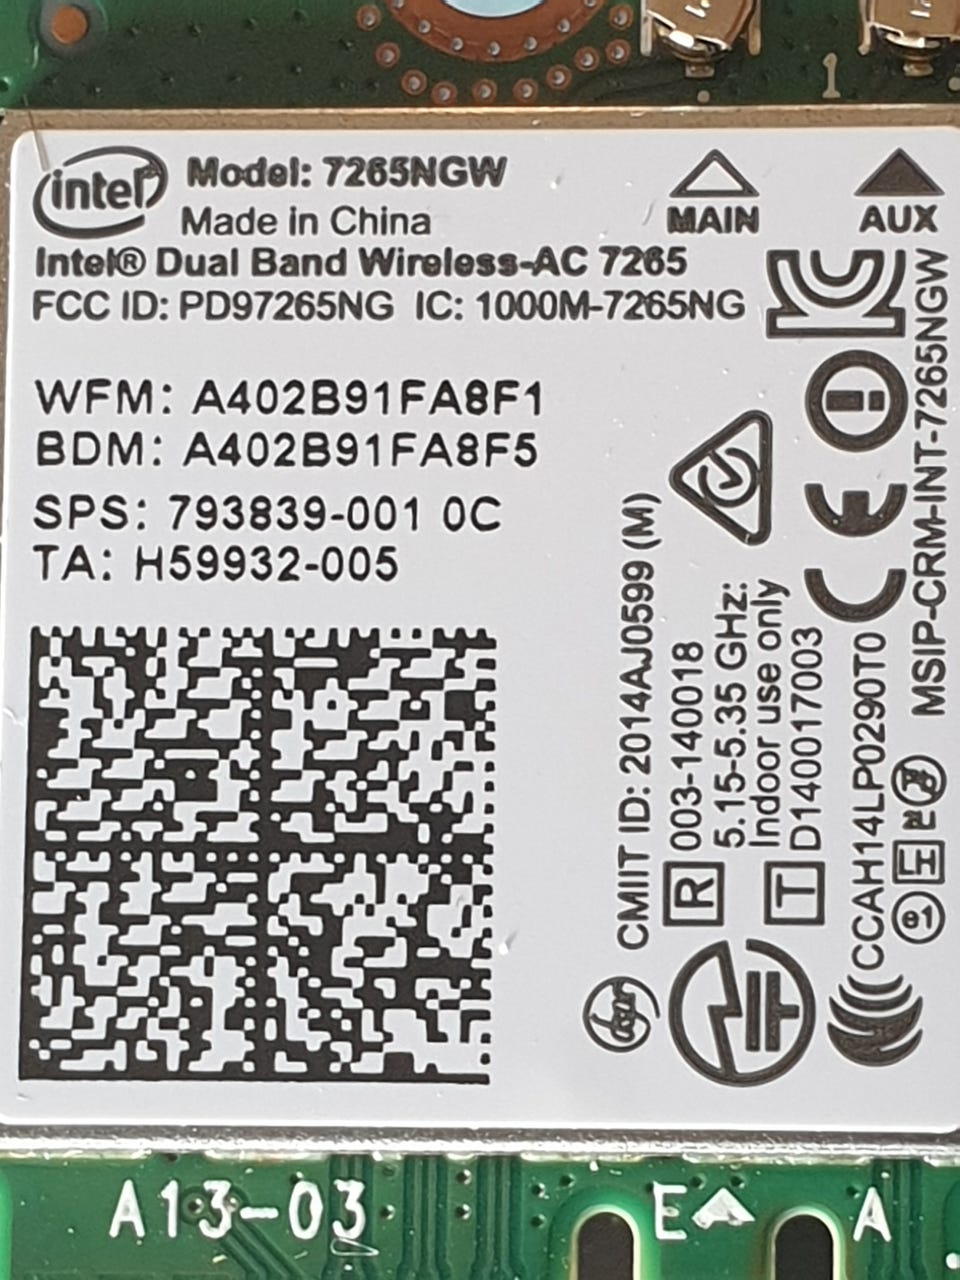 1
intel
Model: 7265NGW
Made in China
MAIN
AUX
Intel® Dual Band Wireless-AC 7265
FCC ID: PD97265NG IC: 1000M-7265NG
WFM: A402B91FA8F1
BDM: A402B91FA8F5
SPS: 793839-001 0C
TA: H59932-005
CMIIT ID: 2014AJ0599 (M)
R 003-140018
5.15-5.35 GHz:
Indoor use only
T D140017003
CCAH14LP0290T0
MSIP-CRM-INT-7265NGW
CE
A13-03
E
A